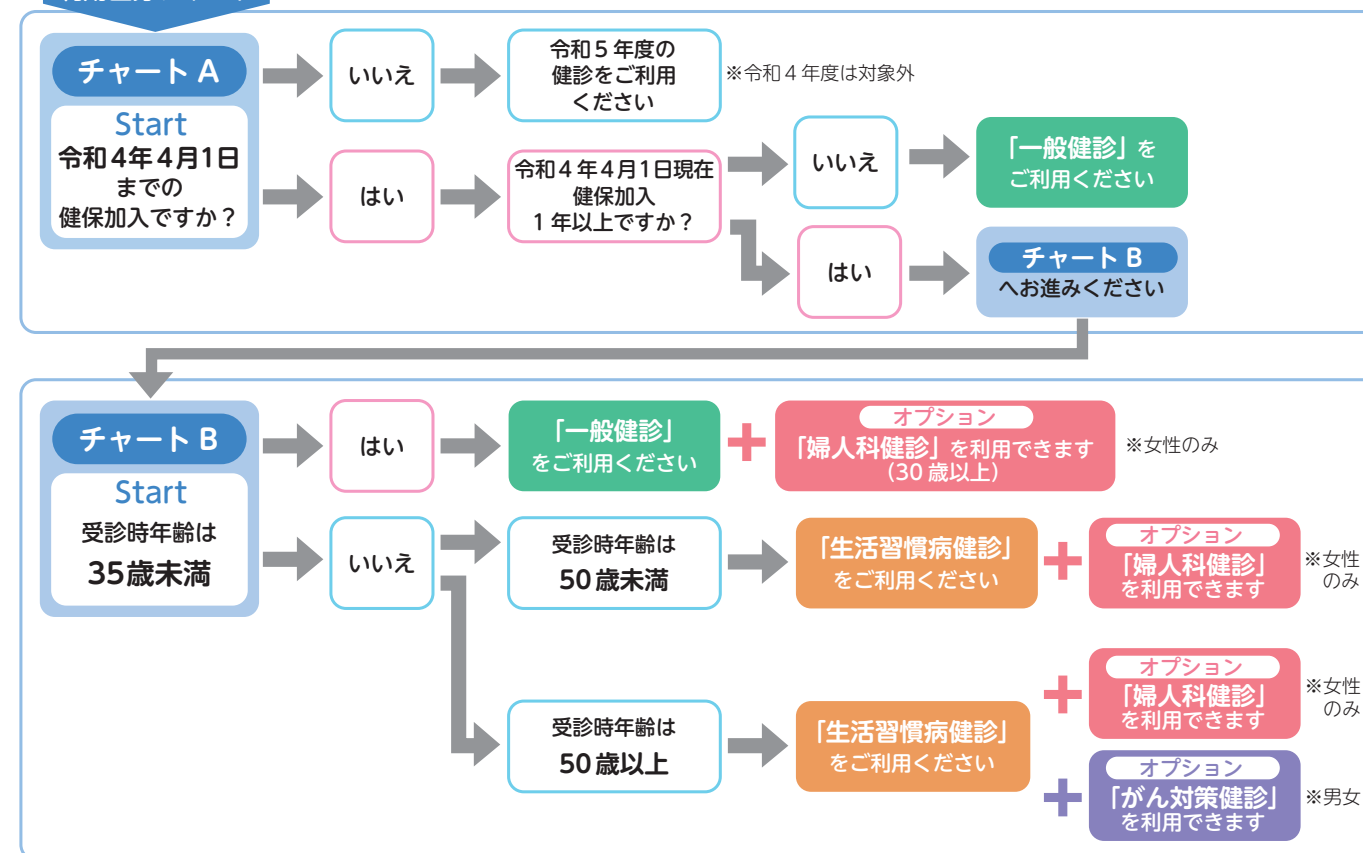 チャート A
Start
令和4年4月1日
までの
健保加入ですか？
いいえ
令和5年度の
健診をご利用
ください
※令和4年度は対象外
はい
令和4年4月1日現在
健保加入
1年以上ですか？
いいえ
「一般健診」を
ご利用ください
はい
チャート B
へお進みください
チャート B
Start
受診時年齢は
35歳未満
はい
「一般健診」
をご利用ください
オプション
「婦人科健診」を利用できます
（30歳以上）
※女性のみ
いいえ
受診時年齢は
50歳未満
「生活習慣病健診」
をご利用ください
オプション
「婦人科健診」
を利用できます
※女性
のみ
受診時年齢は
50歳以上
「生活習慣病健診」
をご利用ください
オプション
「婦人科健診」
を利用できます
※女性
のみ
オプション
「がん対策健診」
を利用できます
※男女